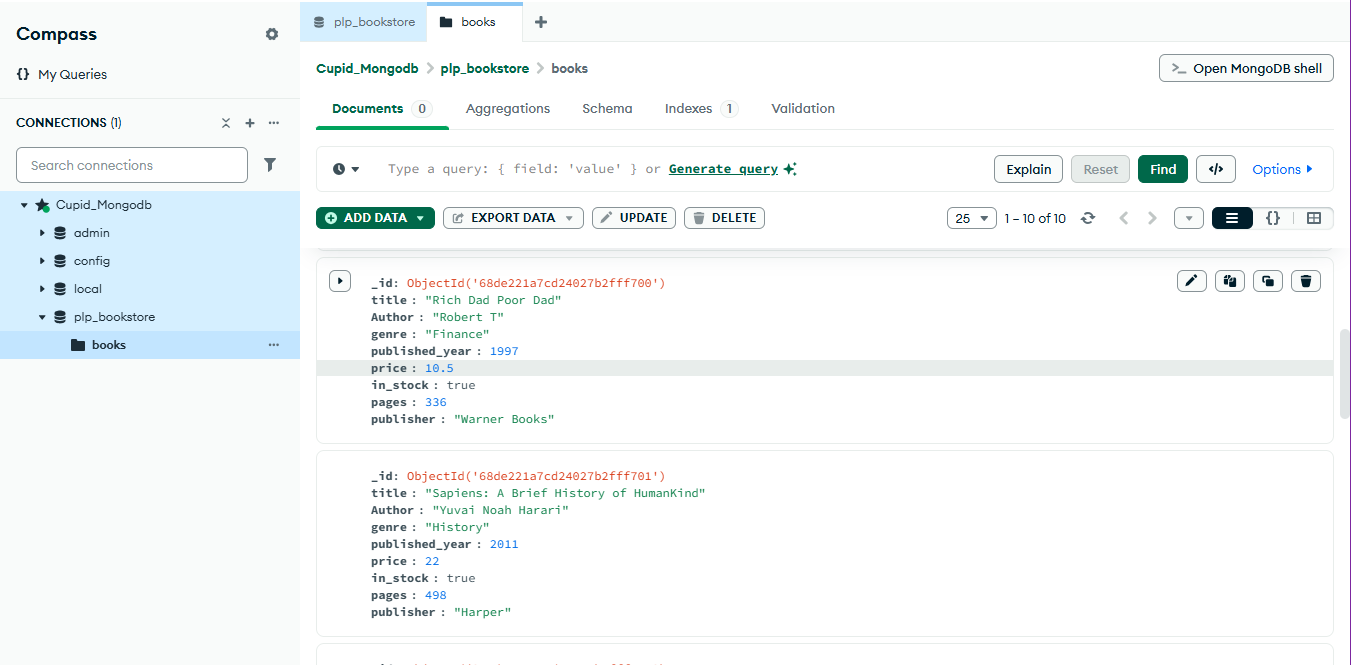 Compass
My Queries
CONNECTIONS (1)
Search connections
Cupid_Mongodb
admin
config
local
plp_bookstore
books
plp_bookstore
books
Cupid_Mongodb > plp_bookstore > books
Open MongoDB shell
Documents 0 Aggregations Schema Indexes 1 Validation
Type a query: { field: 'value' } or Generate query
Explain Reset Find </> Options
ADD DATA EXPORT DATA UPDATE DELETE
25 1 – 10 of 10 {}
_id: ObjectId('68de221a7cd24027b2fff700')
title : "Rich Dad Poor Dad"
Author : "Robert T"
genre : "Finance"
published_year : 1997
price : 10.5
in_stock : true
pages : 336
publisher : "Warner Books"
_id: ObjectId('68de221a7cd24027b2fff701')
title : "Sapiens: A Brief History of HumanKind"
Author : "Yuvai Noah Harari"
genre : "History"
published_year : 2011
price : 22
in_stock : true
pages : 498
publisher : "Harper"